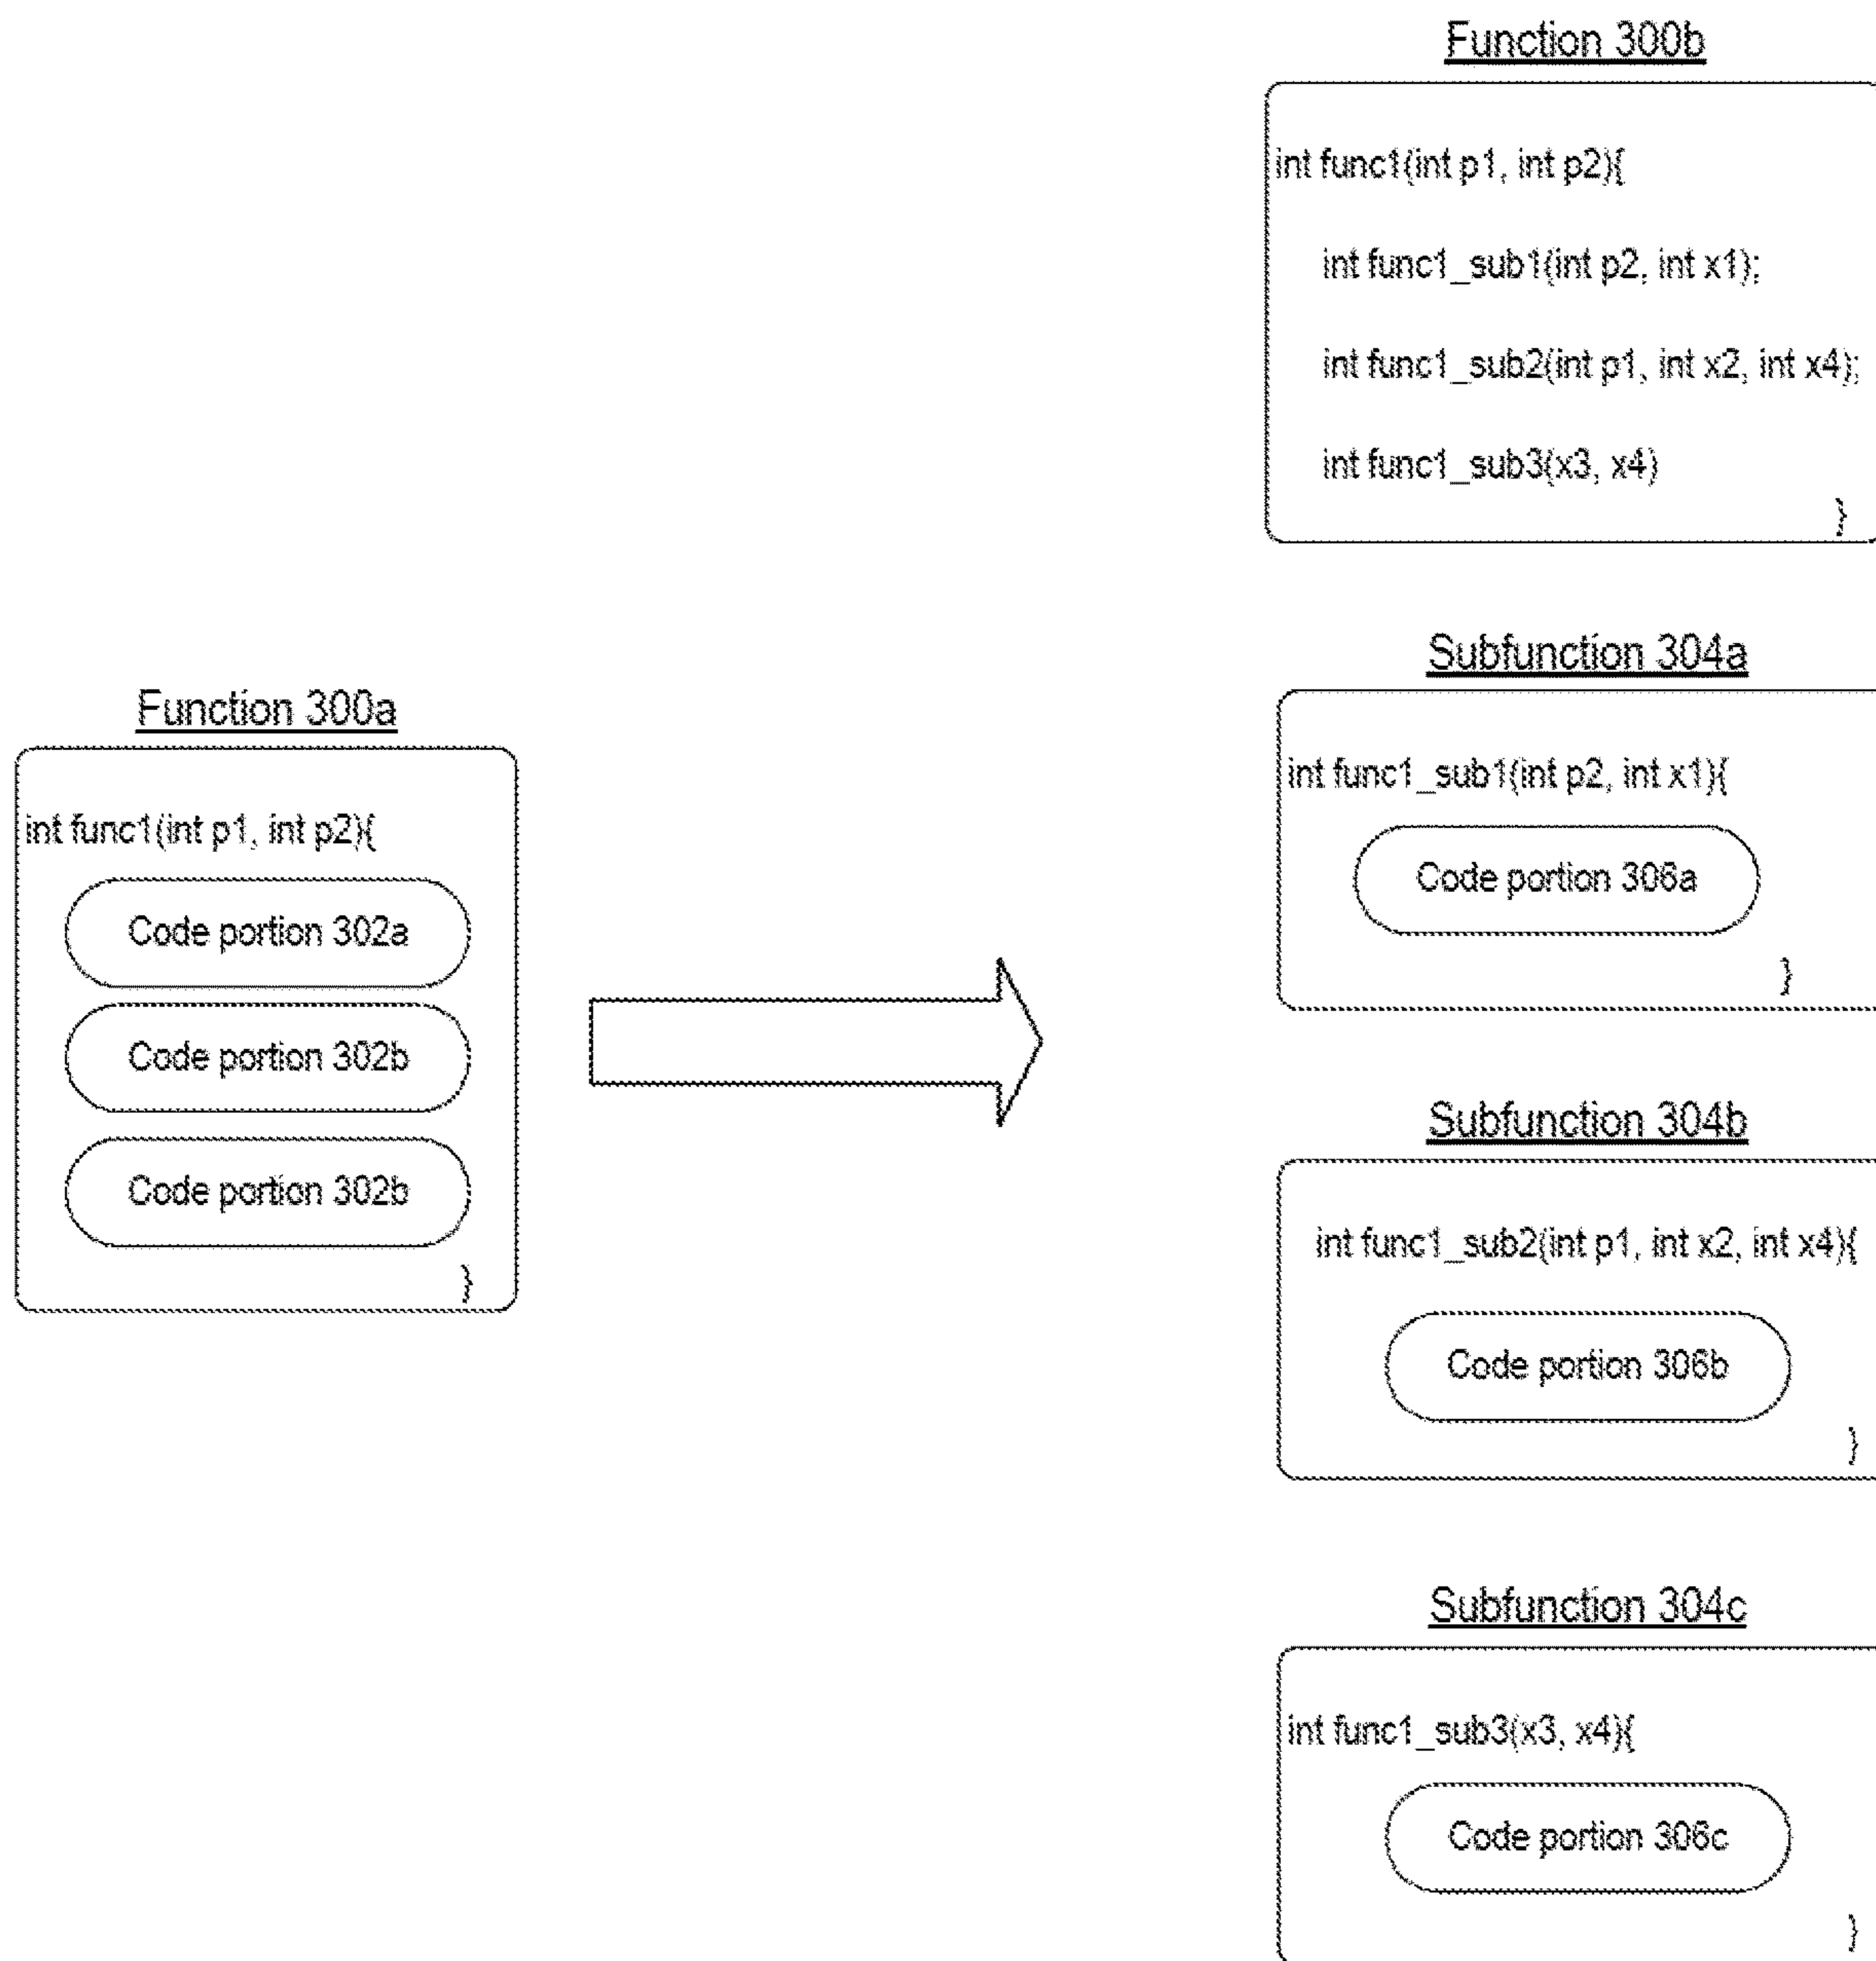 Function 300a
int func1(int p1, int p2){
Code portion 302a
Code portion 302b
Code portion 302b
}
Function 300b
int func1(int p1, int p2){
int func1_sub1(int p2, int x1);
int func1_sub2(int p1, int x2, int x4);
int func1_sub3(x3, x4)
}
Subfunction 304a
int func1_sub1(int p2, int x1){
Code portion 306a
}
Subfunction 304b
int func1_sub2(int p1, int x2, int x4){
Code portion 306b
}
Subfunction 304c
int func1_sub3(x3, x4){
Code portion 306c
}